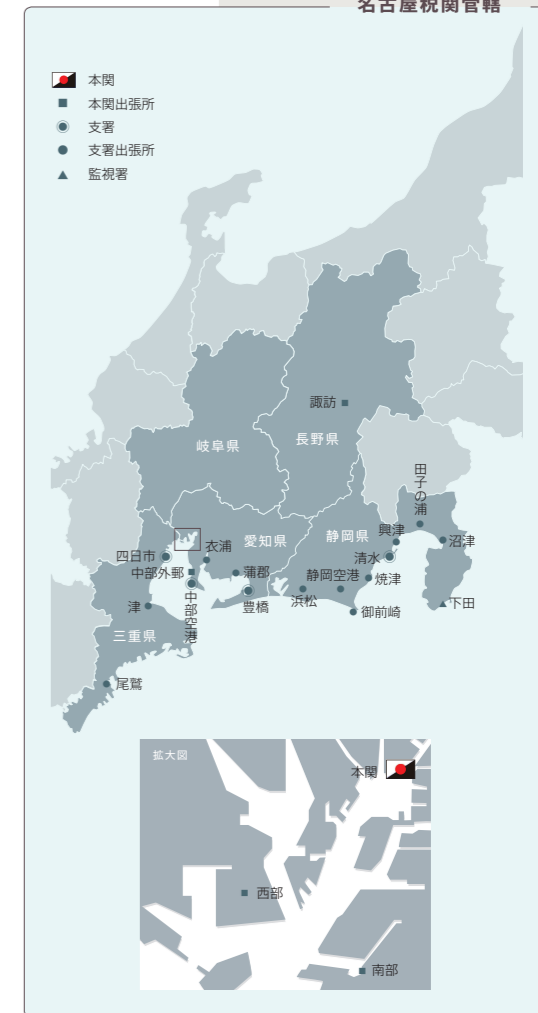 名古屋税関管轄
本関
本関出張所
支署
支署出張所
監視署
諏訪
岐阜県
長野県
田子の浦
静岡県
興津
愛知県
衣浦
沼津
四日市
清水
中部外郵
蒲郡
静岡空港
焼津
中部空港
浜松
下田
津
豊橋
御前崎
三重県
尾鷲
拡大図
本関
西部
南部